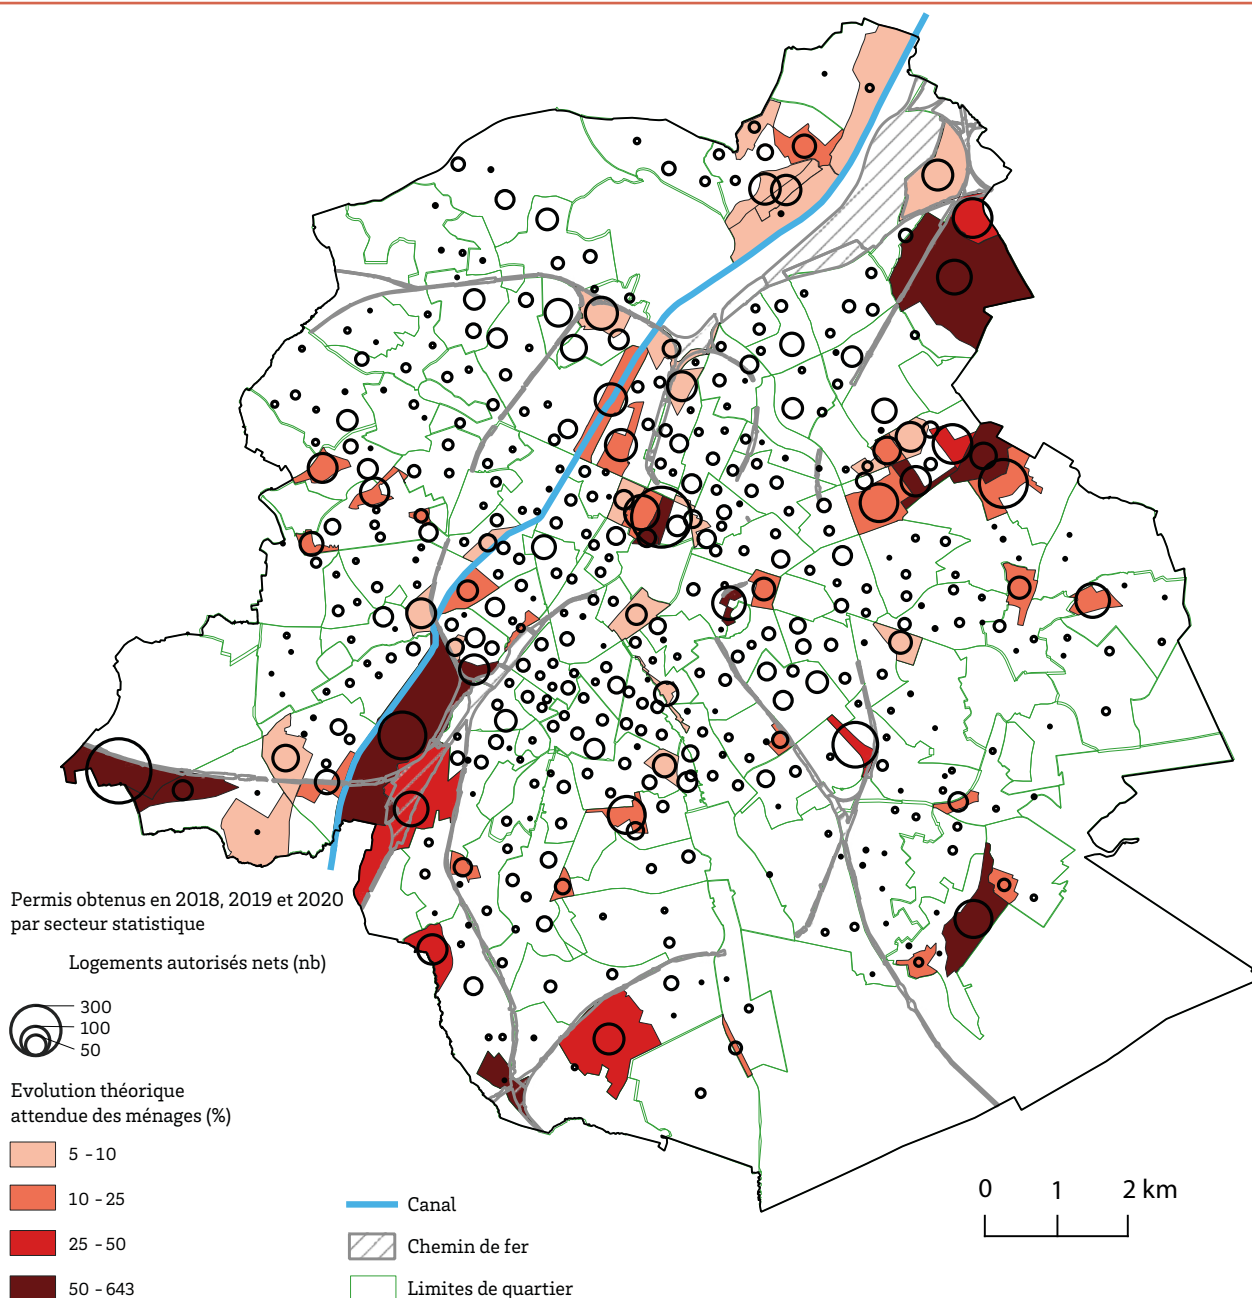 Permis obtenus en 2018, 2019 et 2020
par secteur statistique
Logements autorisés nets (nb)
300
100
50
Evolution théorique
attendue des ménages (%)
5 - 10
10 - 25
25 - 50
50 - 643
Canal
Chemin de fer
Limites de quartier
0 1 2 km